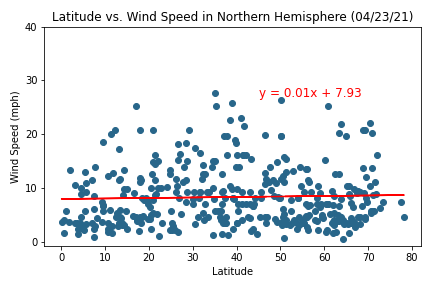 Latitude vs. Wind Speed in Northern Hemisphere (04/23/21)
40
30
20
10
0
Wind Speed (mph)
y = 0.01x + 7.93
0 10 20 30 40 50 60 70 80
Latitude